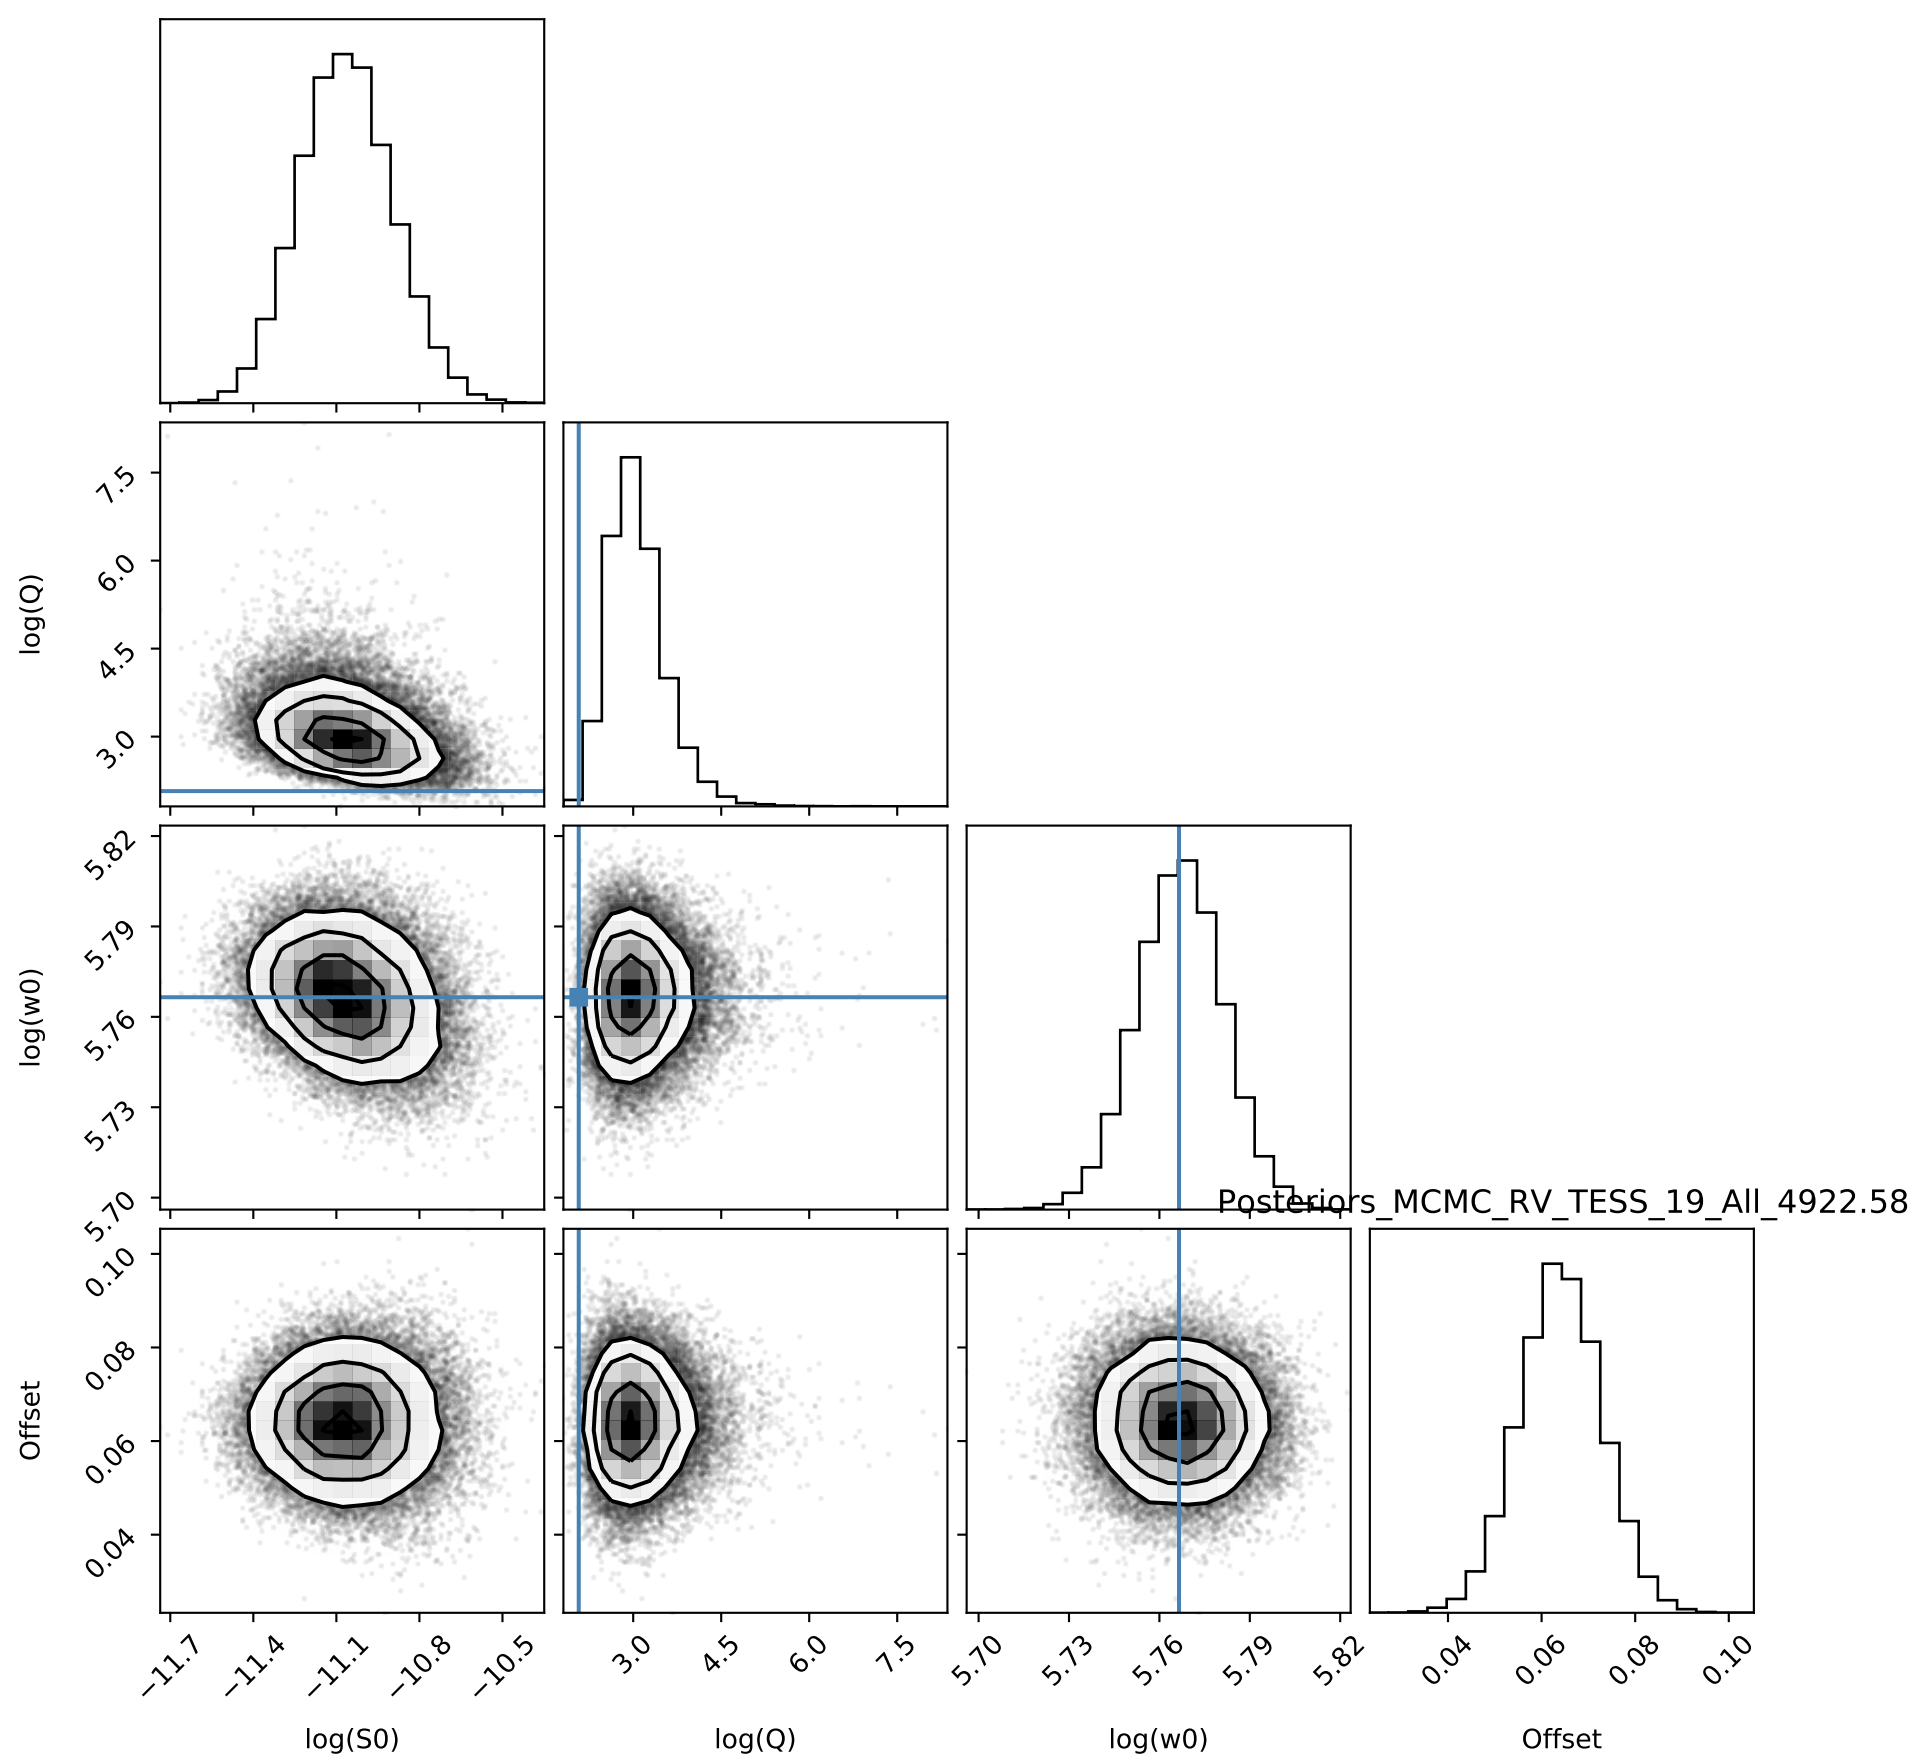 7.5
6.0
4.5
3.0
log(Q)
5.82
5.79
5.76
5.73
5.70
log(w0)
Posteriors_MCMC_RV_TESS_19_All_4922.58
0.10
0.08
0.06
0.04
Offset
−11.7 −11.4 −11.1 −10.8 −10.5 3.0 4.5 6.0 7.5 5.70 5.73 5.76 5.79 5.82 0.04 0.06 0.08 0.10
log(S0) log(Q) log(w0) Offset